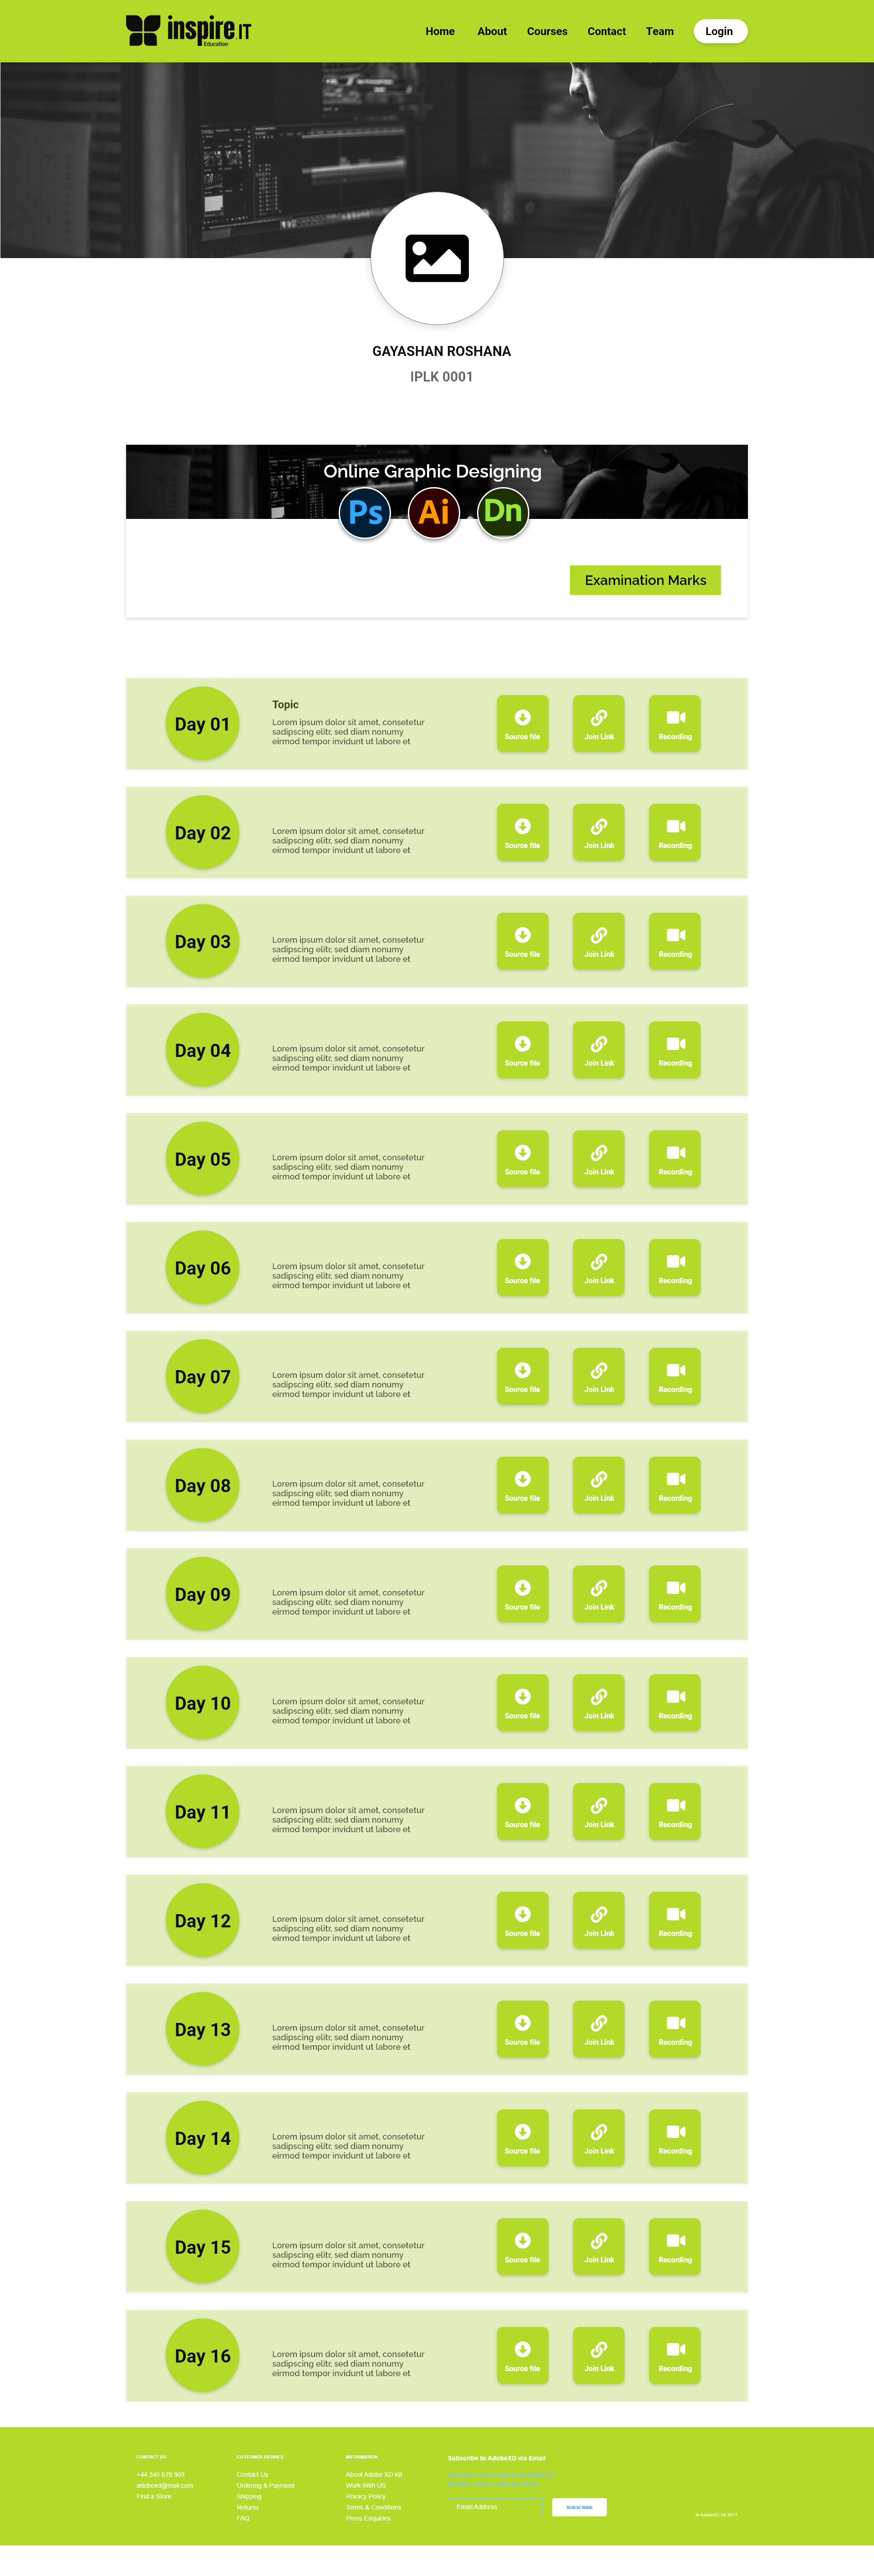 inspire.IT
Education
Home About Courses Contact Team Login
GAYASHAN ROSHANA
IPLK 0001
Online Graphic Designing
Ps Ai Dn
Examination Marks
Day 01
Topic
Lorem ipsum dolor sit amet, consetetur
sadipscing elitr, sed diam nonumy
eirmod tempor invidunt ut labore et
Source file Join Link Recording
Day 02
Lorem ipsum dolor sit amet, consetetur
sadipscing elitr, sed diam nonumy
eirmod tempor invidunt ut labore et
Source file Join Link Recording
Day 03
Lorem ipsum dolor sit amet, consetetur
sadipscing elitr, sed diam nonumy
eirmod tempor invidunt ut labore et
Source file Join Link Recording
Day 04
Lorem ipsum dolor sit amet, consetetur
sadipscing elitr, sed diam nonumy
eirmod tempor invidunt ut labore et
Source file Join Link Recording
Day 05
Lorem ipsum dolor sit amet, consetetur
sadipscing elitr, sed diam nonumy
eirmod tempor invidunt ut labore et
Source file Join Link Recording
Day 06
Lorem ipsum dolor sit amet, consetetur
sadipscing elitr, sed diam nonumy
eirmod tempor invidunt ut labore et
Source file Join Link Recording
Day 07
Lorem ipsum dolor sit amet, consetetur
sadipscing elitr, sed diam nonumy
eirmod tempor invidunt ut labore et
Source file Join Link Recording
Day 08
Lorem ipsum dolor sit amet, consetetur
sadipscing elitr, sed diam nonumy
eirmod tempor invidunt ut labore et
Source file Join Link Recording
Day 09
Lorem ipsum dolor sit amet, consetetur
sadipscing elitr, sed diam nonumy
eirmod tempor invidunt ut labore et
Source file Join Link Recording
Day 10
Lorem ipsum dolor sit amet, consetetur
sadipscing elitr, sed diam nonumy
eirmod tempor invidunt ut labore et
Source file Join Link Recording
Day 11
Lorem ipsum dolor sit amet, consetetur
sadipscing elitr, sed diam nonumy
eirmod tempor invidunt ut labore et
Source file Join Link Recording
Day 12
Lorem ipsum dolor sit amet, consetetur
sadipscing elitr, sed diam nonumy
eirmod tempor invidunt ut labore et
Source file Join Link Recording
Day 13
Lorem ipsum dolor sit amet, consetetur
sadipscing elitr, sed diam nonumy
eirmod tempor invidunt ut labore et
Source file Join Link Recording
Day 14
Lorem ipsum dolor sit amet, consetetur
sadipscing elitr, sed diam nonumy
eirmod tempor invidunt ut labore et
Source file Join Link Recording
Day 15
Lorem ipsum dolor sit amet, consetetur
sadipscing elitr, sed diam nonumy
eirmod tempor invidunt ut labore et
Source file Join Link Recording
Day 16
Lorem ipsum dolor sit amet, consetetur
sadipscing elitr, sed diam nonumy
eirmod tempor invidunt ut labore et
Source file Join Link Recording
CONTACT US
+44 345 678 903
adobexd@mail.com
Find a Store
CUSTOMER SERVICE
Contact Us
Ordering & Payment
Shipping
Returns
FAQ
INFORMATION
About Adobe XD Kit
Work With US
Privacy Policy
Terms & Conditions
Press Enquiries
Subscribe to AdobeXD via Email
Email Address
SUBSCRIBE
© AdobeXD Kit 2017